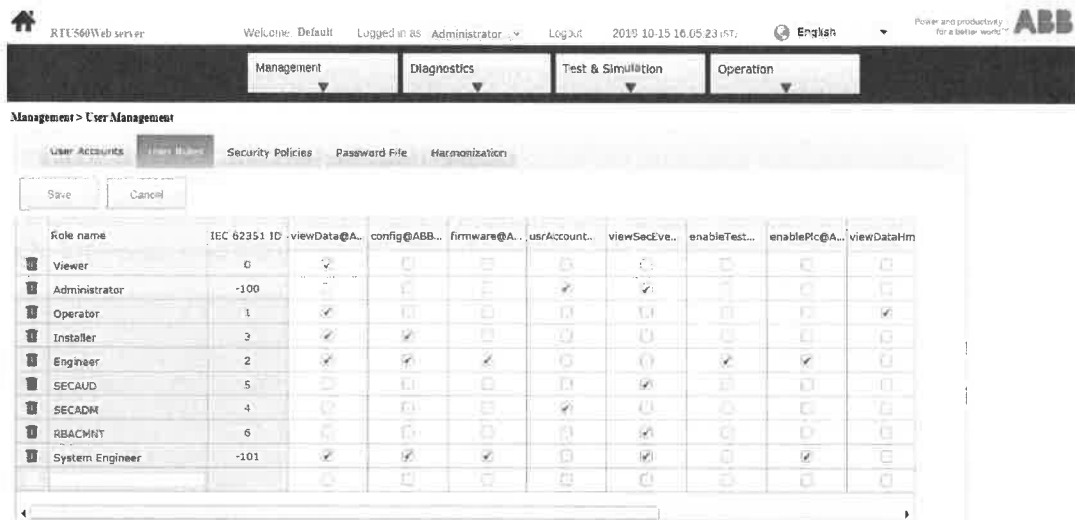 RTU560Web server Welcome Default Logged in as Administrator Logout 2019 10-15 16.05.23 (ST) English Power and productivity for a better world™ ABB
Management Diagnostics Test & Simulation Operation
Management > User Management
User Accounts User Roles Security Policies Password File Harmonization
Save Cancel
Role name IEC 62351 ID viewData@A... config@ABB... firmware@A... usrAccount... viewSecEve... enableTest... enablePlc@A... viewDataHm
Viewer 0
Administrator -100
Operator 1
Installer 3
Engineer 2
SECAUD 5
SECADM 4
RBACMNT 6
System Engineer -101